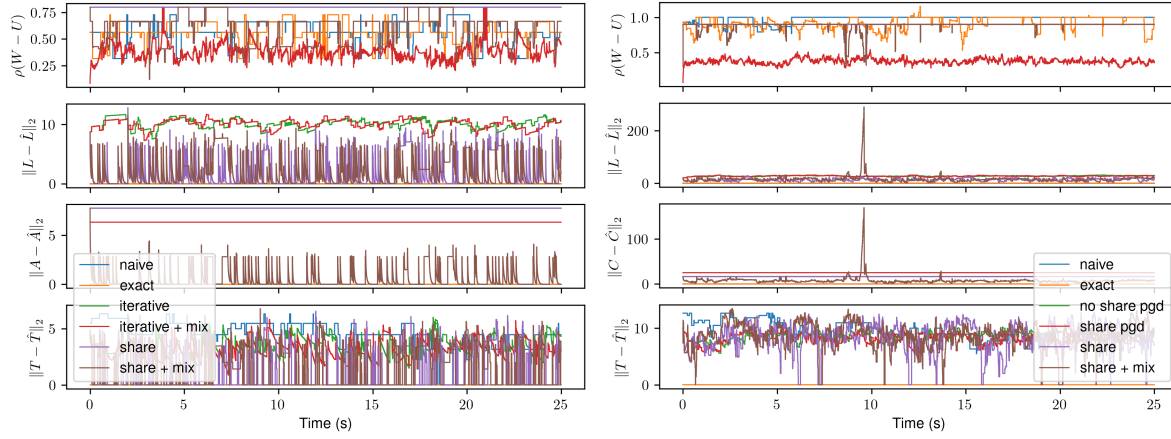 ρ(W − U)
0.75
0.50
0.25
‖L − L̂‖₂
10
0
‖A − Â‖₂
5
0
‖T − T̂‖₂
5
0
naive
exact
iterative
iterative + mix
share
share + mix
0 5 10 15 20 25
Time (s)
ρ(W − U)
1.0
0.5
‖L − L̂‖₂
200
100
0
‖C − Ĉ‖₂
100
0
‖T − T̂‖₂
10
0
naive
exact
no share pgd
share pgd
share
share + mix
0 5 10 15 20 25
Time (s)